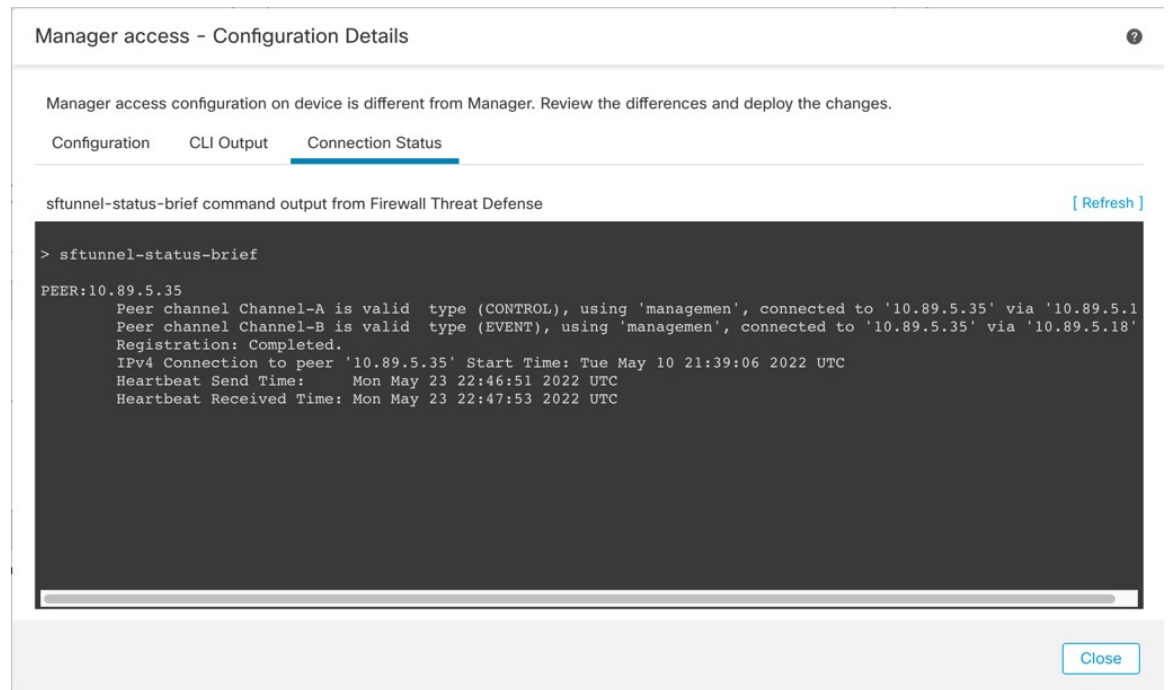 Manager access - Configuration Details
?
Manager access configuration on device is different from Manager. Review the differences and deploy the changes.
Configuration CLI Output Connection Status
sftunnel-status-brief command output from Firewall Threat Defense [ Refresh ]
> sftunnel-status-brief
PEER:10.89.5.35
Peer channel Channel-A is valid type (CONTROL), using 'managemen', connected to '10.89.5.35' via '10.89.5.1
Peer channel Channel-B is valid type (EVENT), using 'managemen', connected to '10.89.5.35' via '10.89.5.18'
Registration: Completed.
IPv4 Connection to peer '10.89.5.35' Start Time: Tue May 10 21:39:06 2022 UTC
Heartbeat Send Time: Mon May 23 22:46:51 2022 UTC
Heartbeat Received Time: Mon May 23 22:47:53 2022 UTC
Close